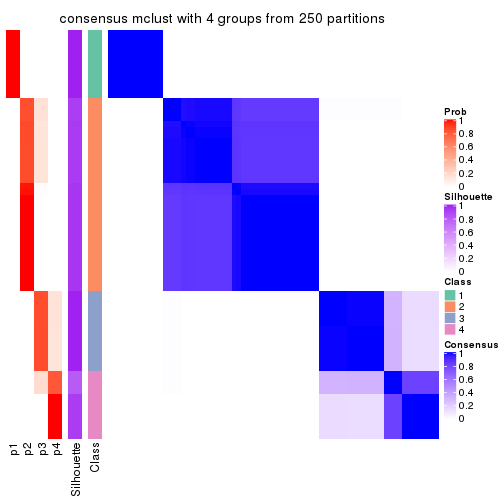 consensus mclust with 4 groups from 250 partitions
Prob
1
0.8
0.6
0.4
0.2
0
Silhouette
1
0.8
0.6
0.4
0.2
0
Class
1
2
3
4
Consensus
1
0.8
0.6
0.4
0.2
0
p1
p2
p3
p4
Silhouette
Class